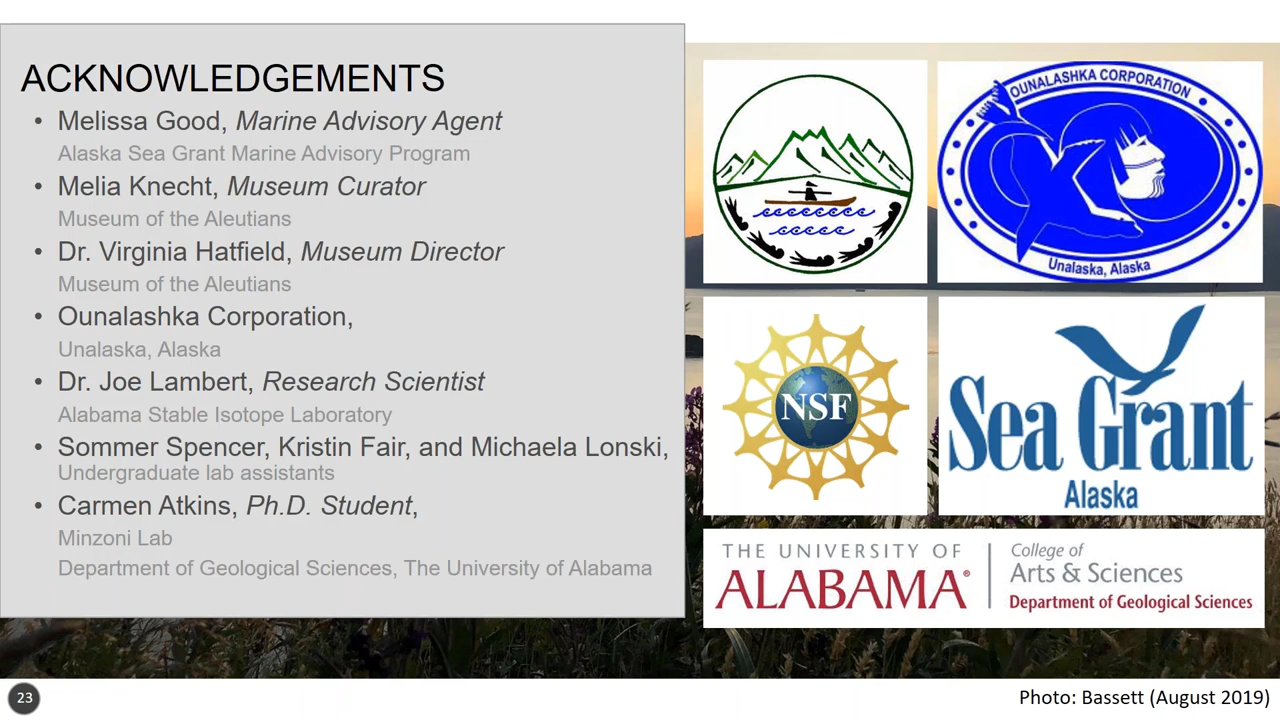 ACKNOWLEDGEMENTS
• Melissa Good, Marine Advisory Agent
Alaska Sea Grant Marine Advisory Program
• Melia Knecht, Museum Curator
Museum of the Aleutians
• Dr. Virginia Hatfield, Museum Director
Museum of the Aleutians
• Ounalashka Corporation,
Unalaska, Alaska
• Dr. Joe Lambert, Research Scientist
Alabama Stable Isotope Laboratory
• Sommer Spencer, Kristin Fair, and Michaela Lonski,
Undergraduate lab assistants
• Carmen Atkins, Ph.D. Student,
Minzoni Lab
Department of Geological Sciences, The University of Alabama
OUNALASHKA CORPORATION
Unalaska, Alaska
NSF
Sea Grant
Alaska
THE UNIVERSITY OF
ALABAMA®
College of
Arts & Sciences
Department of Geological Sciences
23
Photo: Bassett (August 2019)